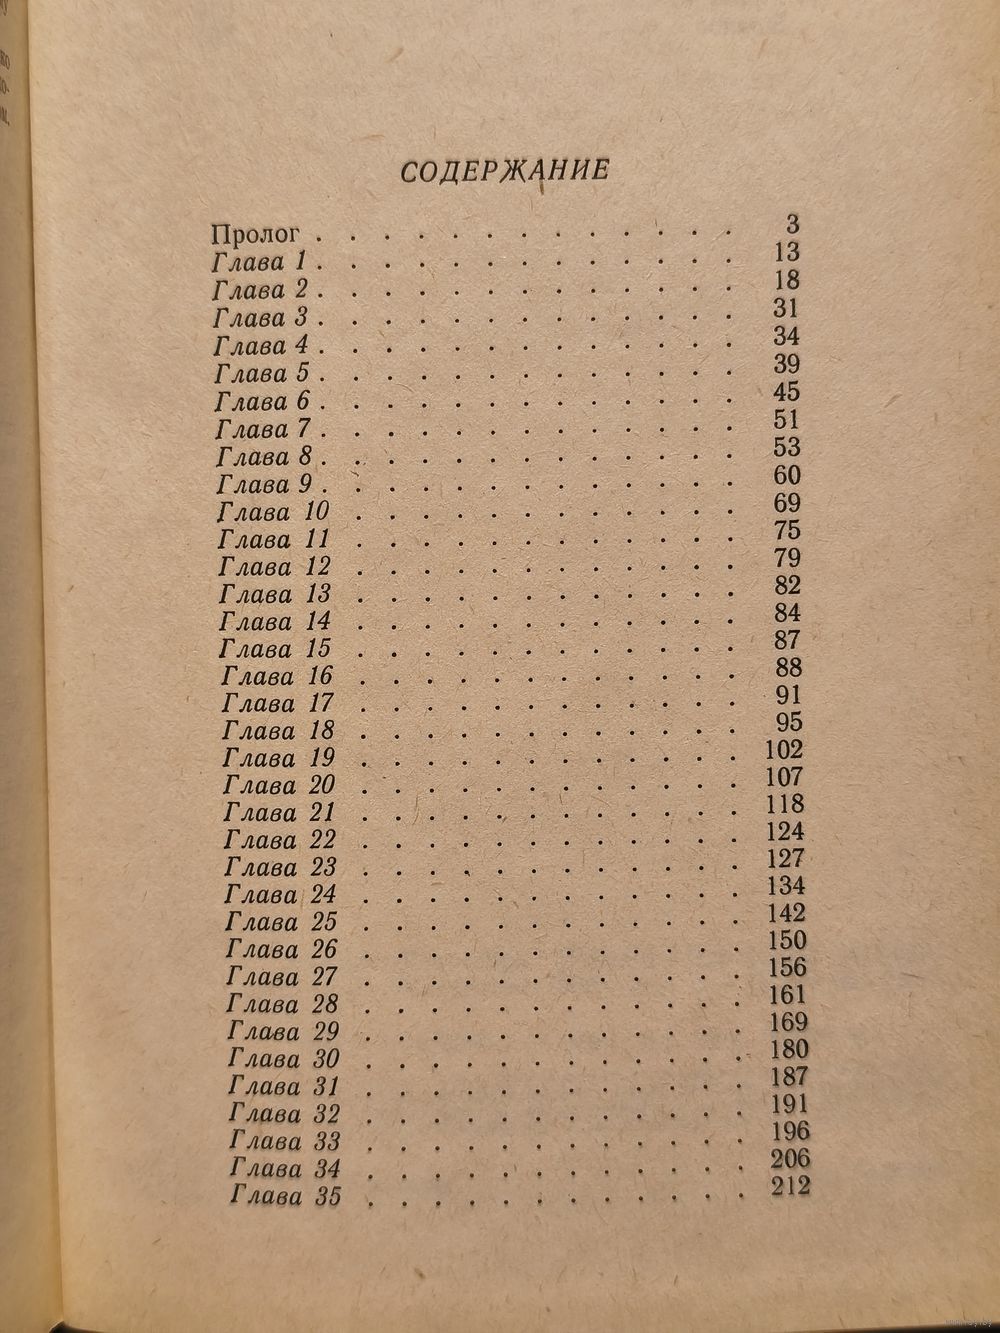 СОДЕРЖАНИЕ
Пролог . . . . . . . . . . . . . 3
Глава 1 . . . . . . . . . . . . . 13
Глава 2 . . . . . . . . . . . . . 18
Глава 3 . . . . . . . . . . . . . 31
Глава 4 . . . . . . . . . . . . . 34
Глава 5 . . . . . . . . . . . . . 39
Глава 6 . . . . . . . . . . . . . 45
Глава 7 . . . . . . . . . . . . . 51
Глава 8 . . . . . . . . . . . . . 53
Глава 9 . . . . . . . . . . . . . 60
Глава 10 . . . . . . . . . . . . 69
Глава 11 . . . . . . . . . . . . 75
Глава 12 . . . . . . . . . . . . 79
Глава 13 . . . . . . . . . . . . 82
Глава 14 . . . . . . . . . . . . 84
Глава 15 . . . . . . . . . . . . 87
Глава 16 . . . . . . . . . . . . 88
Глава 17 . . . . . . . . . . . . 91
Глава 18 . . . . . . . . . . . . 95
Глава 19 . . . . . . . . . . . . 102
Глава 20 . . . . . . . . . . . . 107
Глава 21 . . . . . . . . . . . . 118
Глава 22 . . . . . . . . . . . . 124
Глава 23 . . . . . . . . . . . . 127
Глава 24 . . . . . . . . . . . . 134
Глава 25 . . . . . . . . . . . . 142
Глава 26 . . . . . . . . . . . . 150
Глава 27 . . . . . . . . . . . . 156
Глава 28 . . . . . . . . . . . . 161
Глава 29 . . . . . . . . . . . . 169
Глава 30 . . . . . . . . . . . . 180
Глава 31 . . . . . . . . . . . . 187
Глава 32 . . . . . . . . . . . . 191
Глава 33 . . . . . . . . . . . . 196
Глава 34 . . . . . . . . . . . . 206
Глава 35 . . . . . . . . . . . . 212